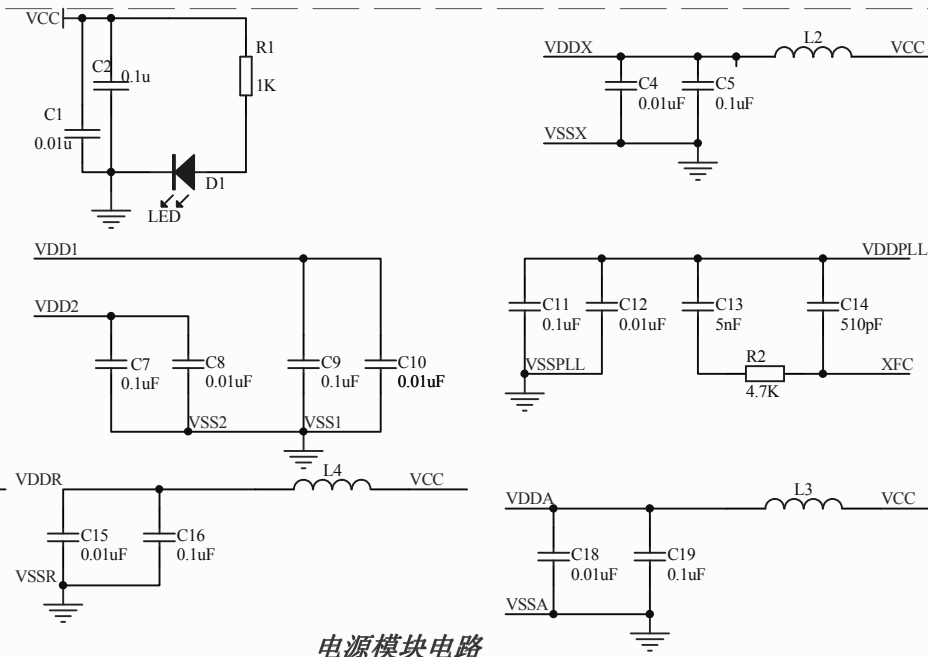 VCC
R1
1K
C2
0.1u
C1
0.01u
D1
LED
VDDX
L2
VCC
C4
0.01uF
C5
0.1uF
VSSX
VDD1
VDD2
C7
0.1uF
C8
0.01uF
C9
0.1uF
C10
0.01uF
VSS2
VSS1
VDDPLL
C11
0.1uF
C12
0.01uF
C13
5nF
C14
510pF
VSSPLL
R2
4.7K
XFC
VDDR
L4
VCC
C15
0.01uF
C16
0.1uF
VSSR
VDDA
L3
VCC
C18
0.01uF
C19
0.1uF
VSSA
电源模块电路